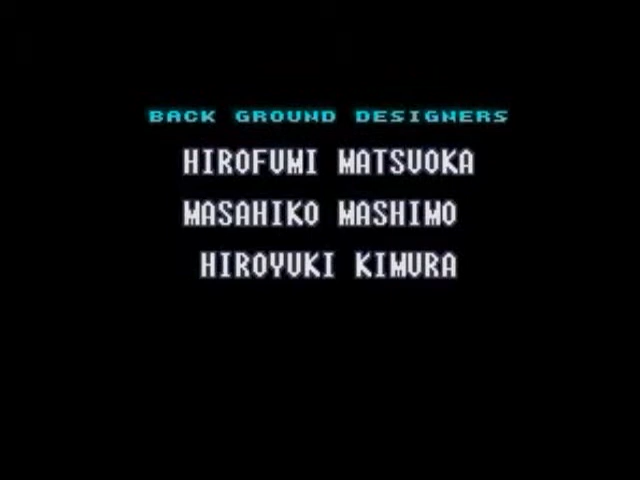 BACK GROUND DESIGNERS
HIROFUMI MATSUOKA
MASAHIKO MASHIMO
HIROYUKI KIMURA